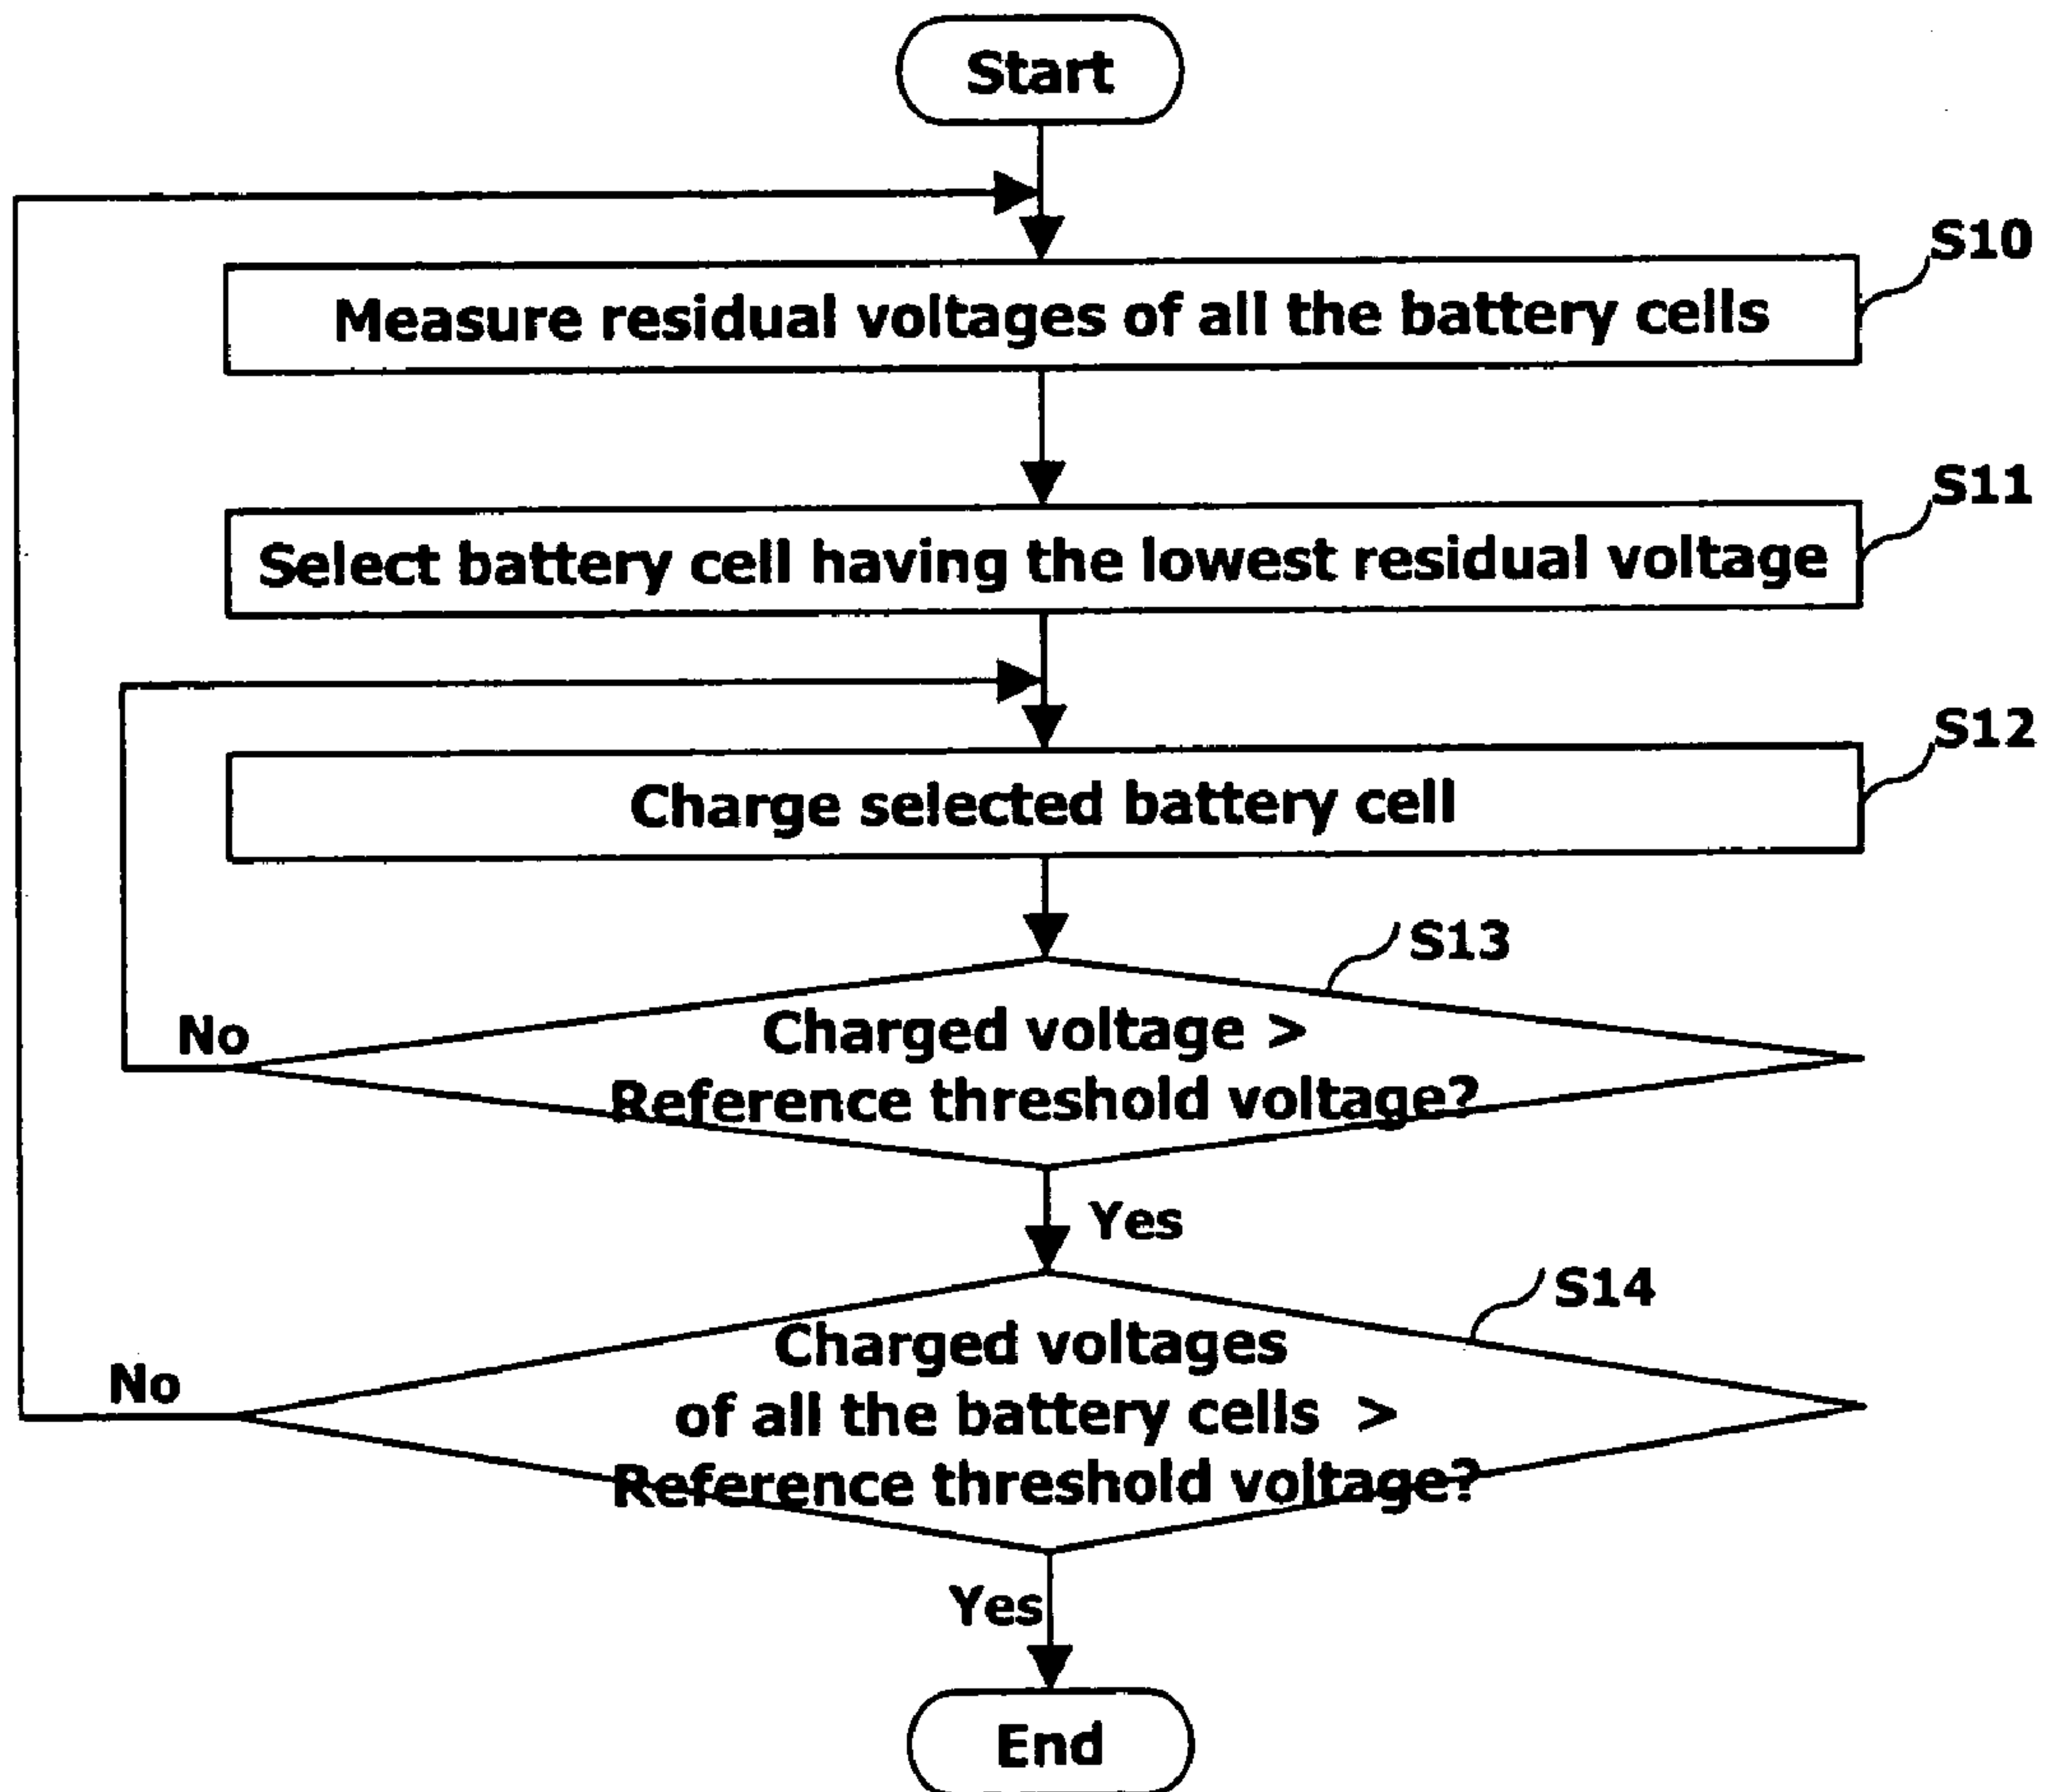 Start
S10
Measure residual voltages of all the battery cells
S11
Select battery cell having the lowest residual voltage
S12
Charge selected battery cell
S13
Charged voltage >
Reference threshold voltage?
No
Yes
S14
Charged voltages
of all the battery cells >
Reference threshold voltage?
No
Yes
End